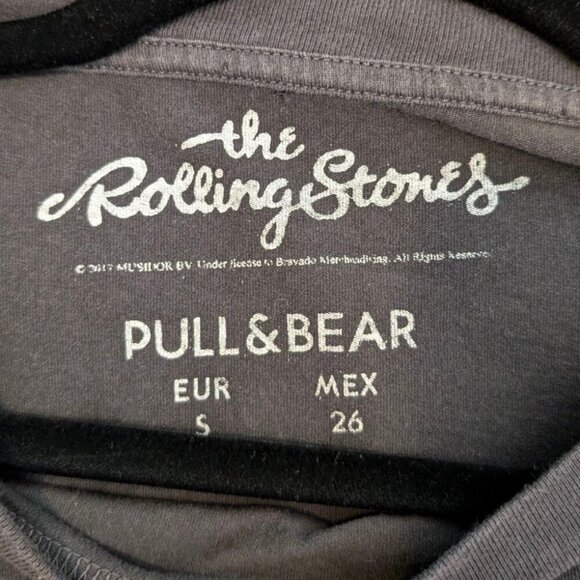 the
Rolling Stones
© 2017 MUSIDOR BV. Under license to Bravado Merchandising. All Rights Reserved
PULL&BEAR
EUR MEX
S 26